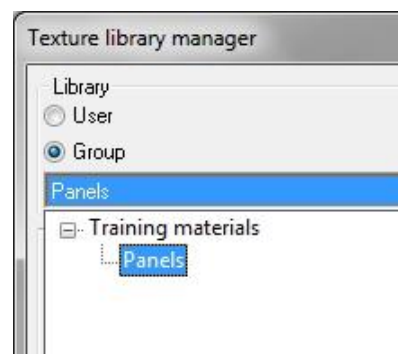 Texture library manager
Library
User
Group
Panels
Training materials
Panels